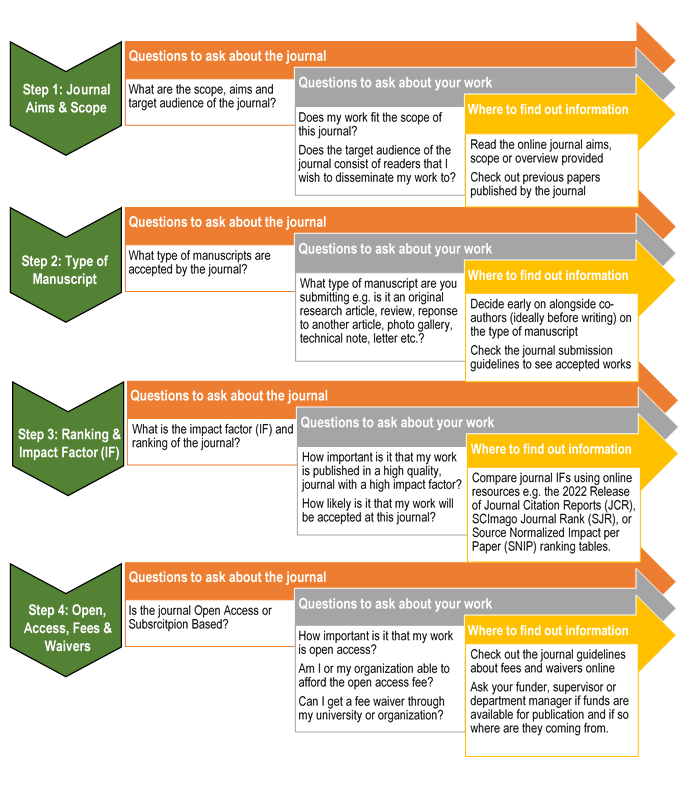 Step 1: Journal
Aims & Scope
Questions to ask about the journal
What are the scope, aims and
target audience of the journal?
Questions to ask about your work
Does my work fit the scope of
this journal?
Does the target audience of the
journal consist of readers that I
wish to disseminate my work to?
Where to find out information
Read the online journal aims,
scope or overview provided
Check out previous papers
published by the journal
Step 2: Type of
Manuscript
Questions to ask about the journal
What type of manuscripts are
accepted by the journal?
Questions to ask about your work
What type of manuscript are you
submitting e.g. is it an original
research article, review, reponse
to another article, photo gallery,
technical note, letter etc.?
Where to find out information
Decide early on alongside co-
authors (ideally before writing) on
the type of manuscript
Check the journal submission
guidelines to see accepted works
Step 3: Ranking &
Impact Factor (IF)
Questions to ask about the journal
What is the impact factor (IF) and
ranking of the journal?
Questions to ask about your work
How important is it that my work
is published in a high quality,
journal with a high impact factor?
How likely is it that my work will
be accepted at this journal?
Where to find out information
Compare journal IFs using online
resources e.g. the 2022 Release
of Journal Citation Reports (JCR),
SCImago Journal Rank (SJR), or
Source Normalized Impact per
Paper (SNIP) ranking tables.
Step 4: Open,
Access, Fees &
Waivers
Questions to ask about the journal
Is the journal Open Access or
Subsrcitpion Based?
Questions to ask about your work
How important is it that my work
is open access?
Am I or my organization able to
afford the open access fee?
Can I get a fee waiver through
my university or organization?
Where to find out information
Check out the journal guidelines
about fees and waivers online
Ask your funder, supervisor or
department manager if funds are
available for publication and if so
where are they coming from.